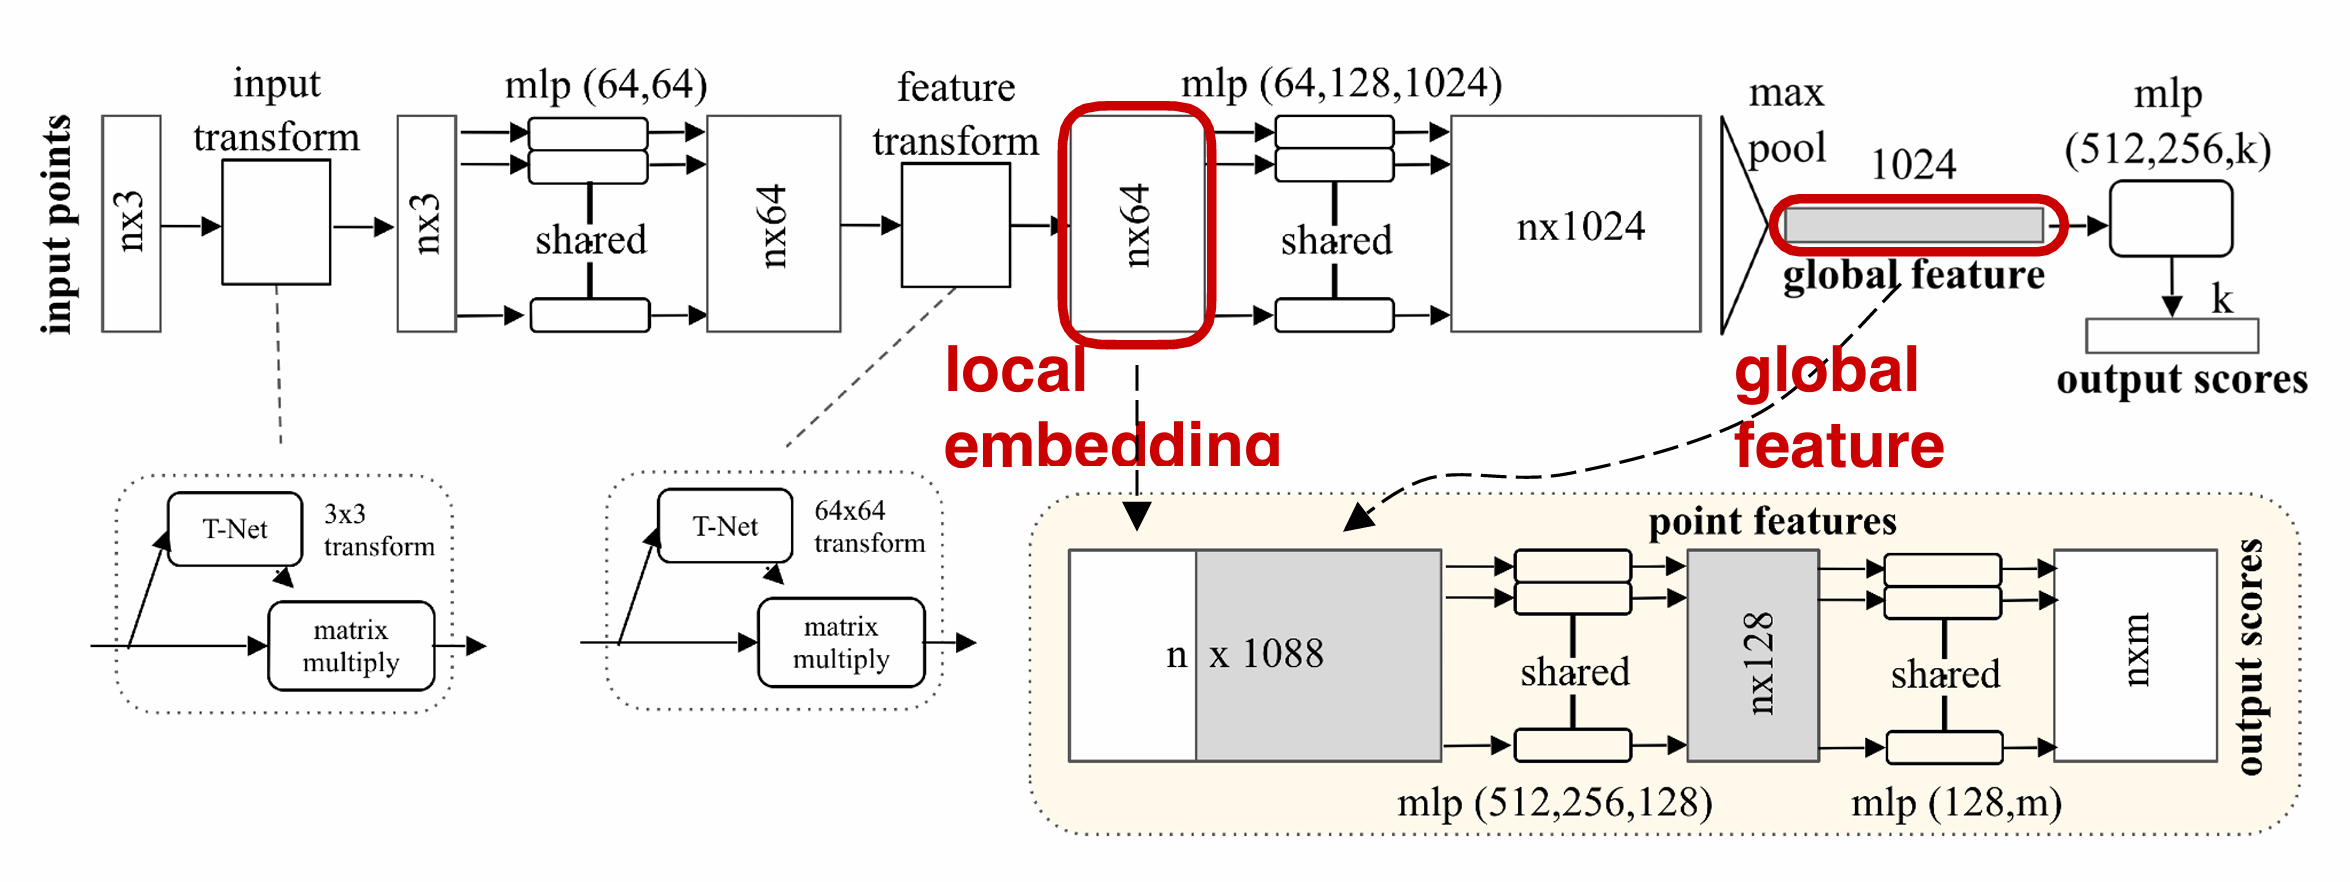 input points
nx3
input
transform
nx3
mlp (64,64)
shared
nx64
feature
transform
nx64
mlp (64,128,1024)
shared
nx1024
max
pool
1024
global feature
mlp
(512,256,k)
k
output scores
local
embedding
global
feature
T-Net
3x3
transform
matrix
multiply
T-Net
64x64
transform
matrix
multiply
point features
n x 1088
shared
mlp (512,256,128)
nx128
shared
mlp (128,m)
nxm
output scores